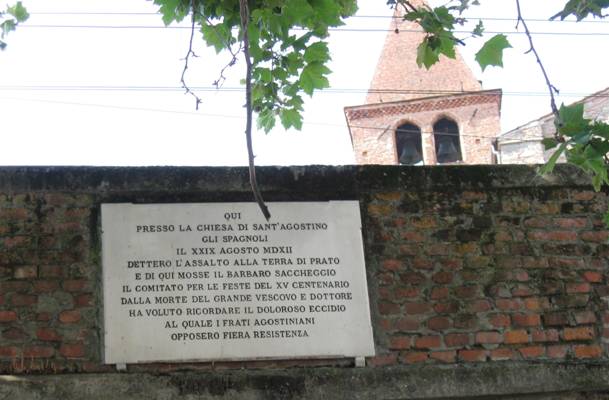 QUI
PRESSO LA CHIESA DI SANT'AGOSTINO
GLI SPAGNOLI
IL XXIX AGOSTO MDXII
DETTERO L'ASSALTO ALLA TERRA DI PRATO
E DI QUI MOSSE IL BARBARO SACCHEGGIO
IL COMITATO PER LE FESTE DEL XV CENTENARIO
DALLA MORTE DEL GRANDE VESCOVO E DOTTORE
HA VOLUTO RICORDARE IL DOLOROSO ECCIDIO
AL QUALE I FRATI AGOSTINIANI
OPPOSERO FIERA RESISTENZA